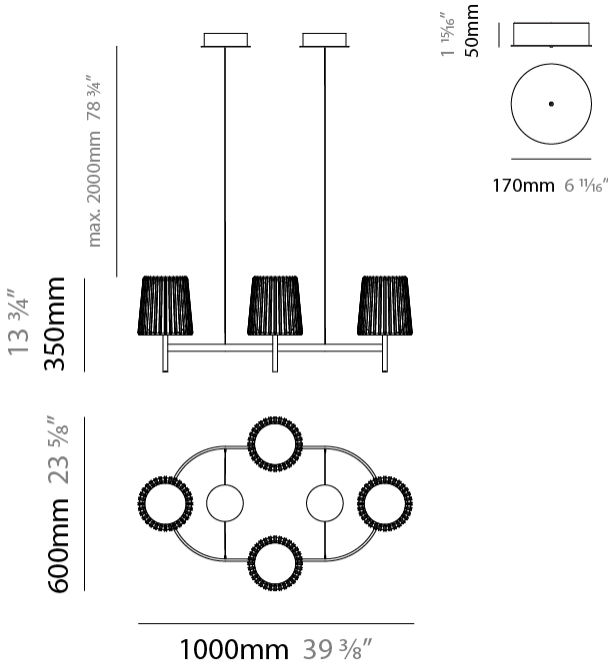 1 15/16"
50mm
170mm 6 11/16"
max. 2000mm 78 3/4"
13 3/4"
350mm
600mm 23 5/8"
1000mm 39 3/8"